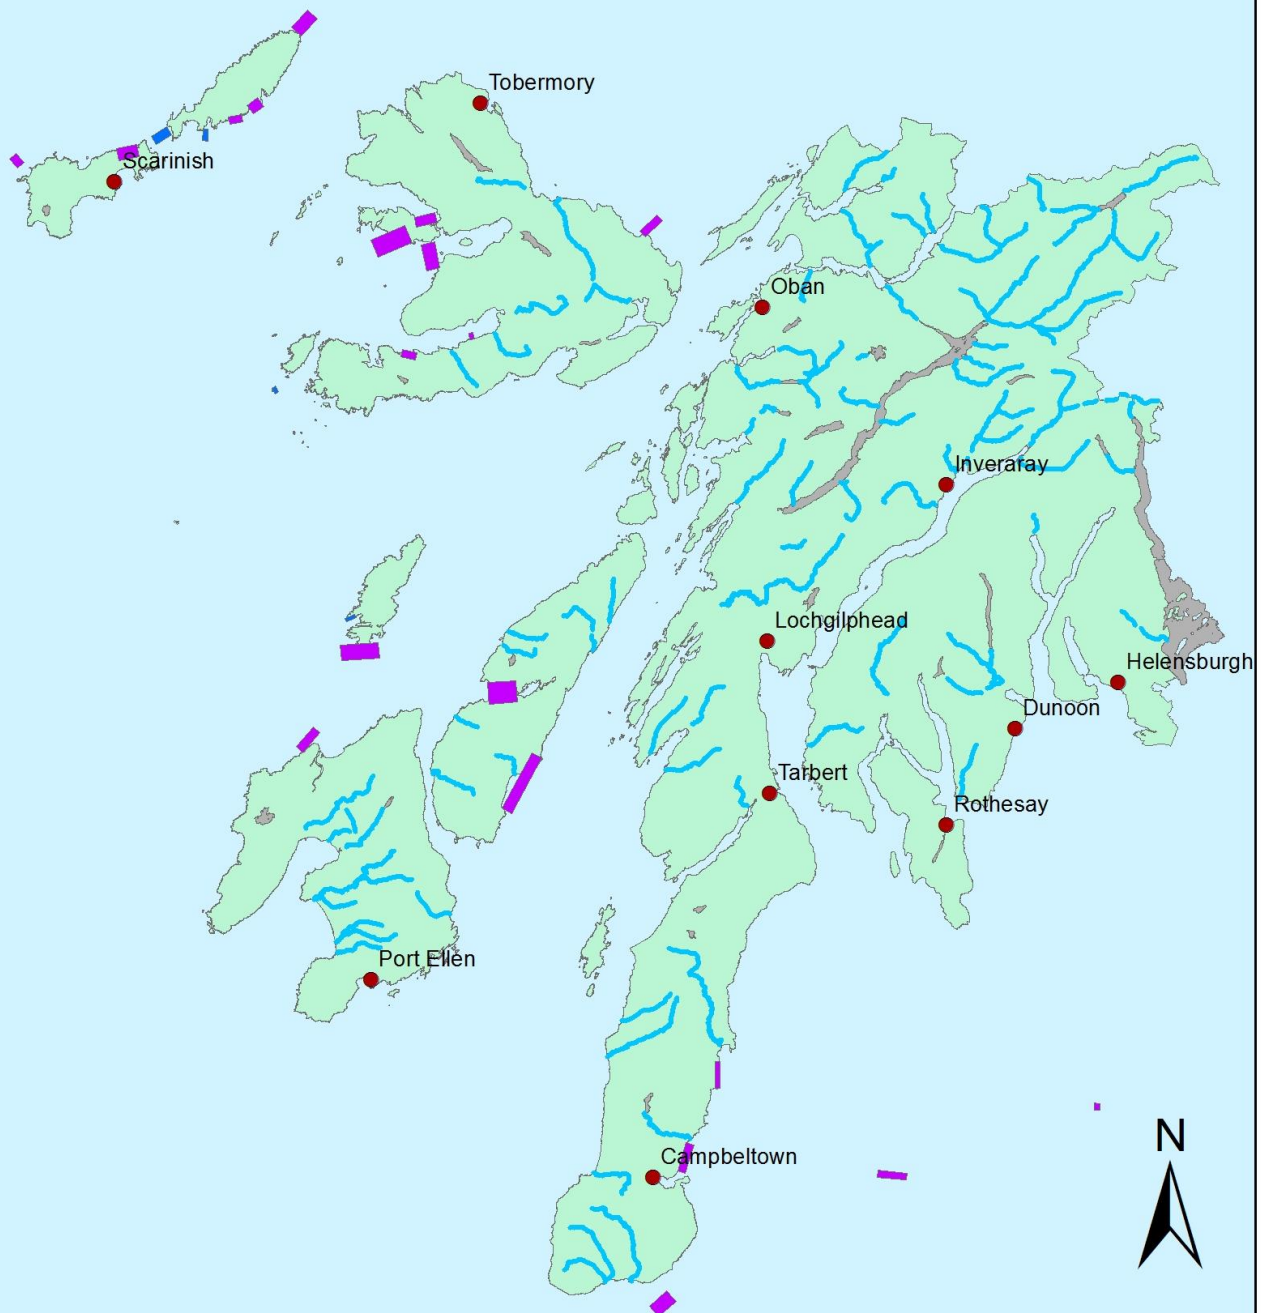 Tobermory
Scarinish
Oban
Inveraray
Lochgilphead
Helensburgh
Dunoon
Tarbert
Rothesay
Port Ellen
N
Campbeltown